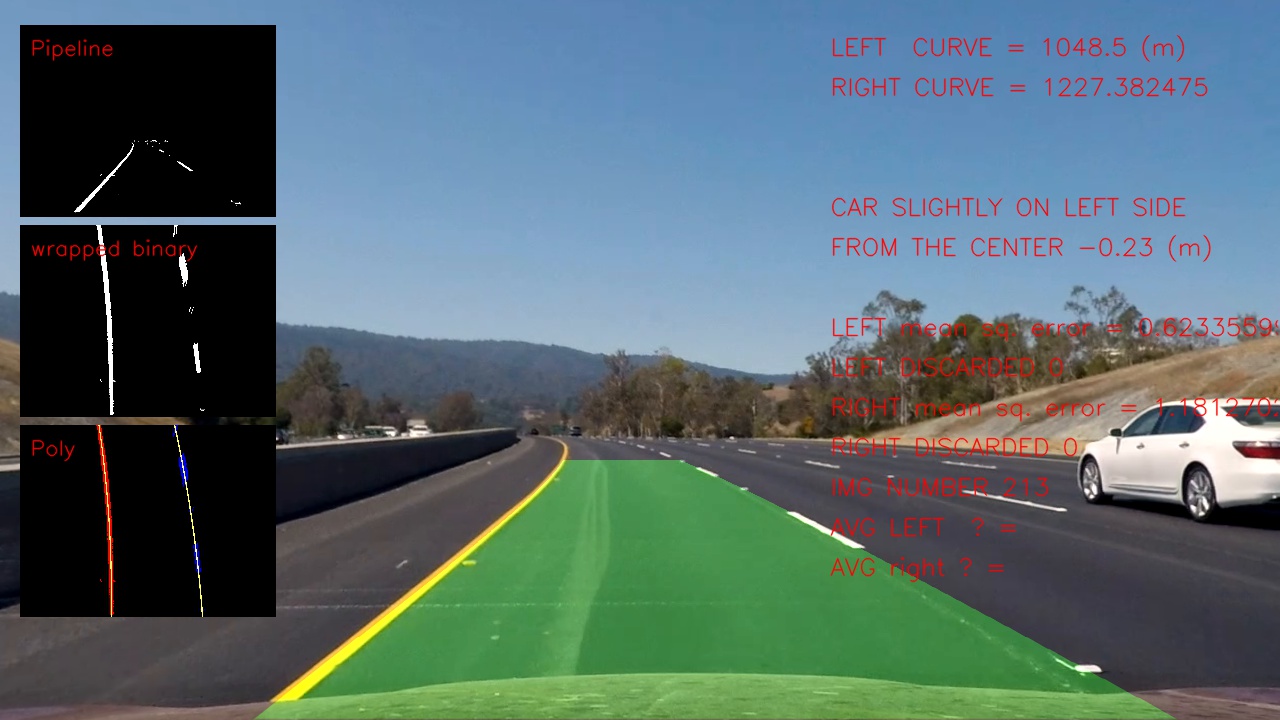 Pipeline
wrapped binary
Poly
LEFT CURVE = 1048.5 (m)
RIGHT CURVE = 1227.382475
CAR SLIGHTLY ON LEFT SIDE
FROM THE CENTER -0.23 (m)
LEFT mean sq. error = 0.6233559
LEFT DISCARDED 0
RIGHT mean sq. error = 1.181270
RIGHT DISCARDED 0
IMG NUMBER 213
AVG LEFT ? =
AVG right ? =